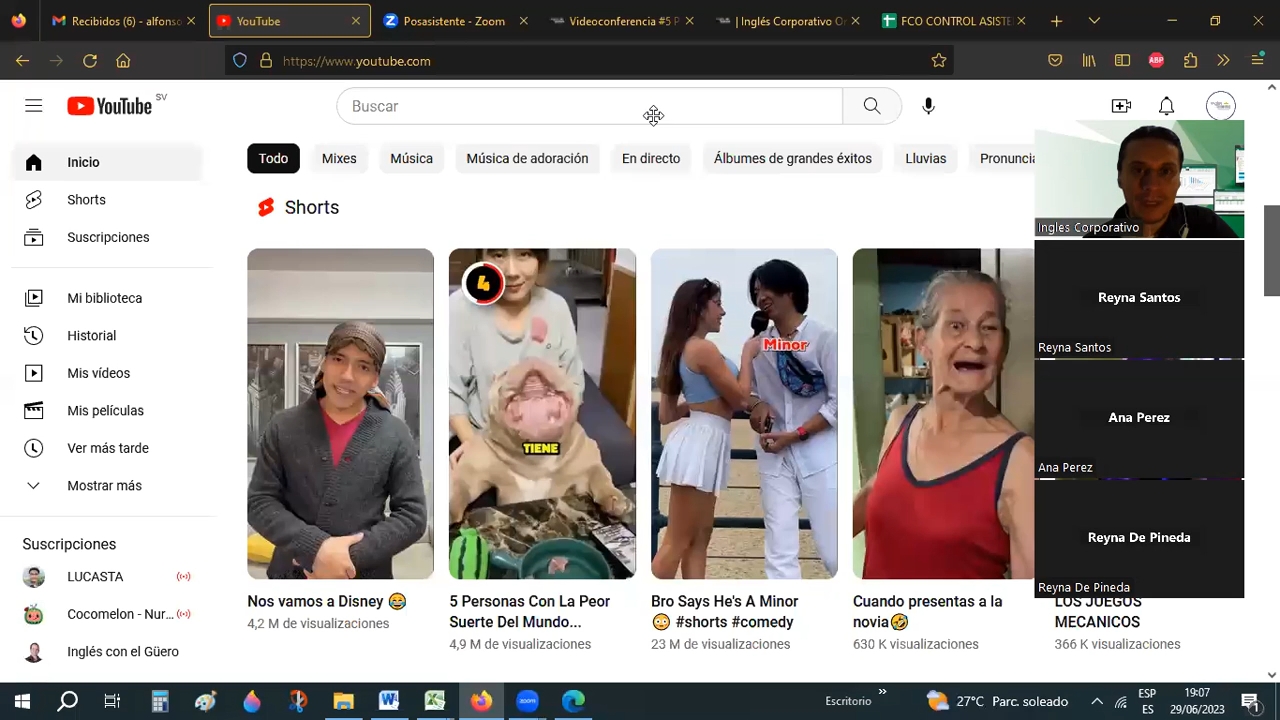 Recibidos (6) - alfonso
YouTube
Posasistente - Zoom
Videoconferencia #5 P
| Inglés Corporativo On
FCO CONTROL ASISTE
https://www.youtube.com
ABP
YouTube
SV
Buscar
Todo
Mixes
Música
Música de adoración
En directo
Álbumes de grandes éxitos
Lluvias
Pronuncia
Inicio
Shorts
Suscripciones
Mi biblioteca
Historial
Mis vídeos
Mis películas
Ver más tarde
Mostrar más
Suscripciones
LUCASTA
Cocomelon - Nur...
Inglés con el Güero
Shorts
4
TIENE
Minor
Nos vamos a Disney 😂
4,2 M de visualizaciones
5 Personas Con La Peor
Suerte Del Mundo...
4,9 M de visualizaciones
Bro Says He's A Minor
😳 #shorts #comedy
23 M de visualizaciones
Cuando presentas a la
novia🤣
630 K visualizaciones
LOS JUEGOS
MECANICOS
366 K visualizaciones
Ingles Corporativo
Reyna Santos
Reyna Santos
Ana Perez
Ana Perez
Reyna De Pineda
Reyna De Pineda
zoom
Escritorio
27°C Parc. soleado
ESP
ES
19:07
29/06/2023
1